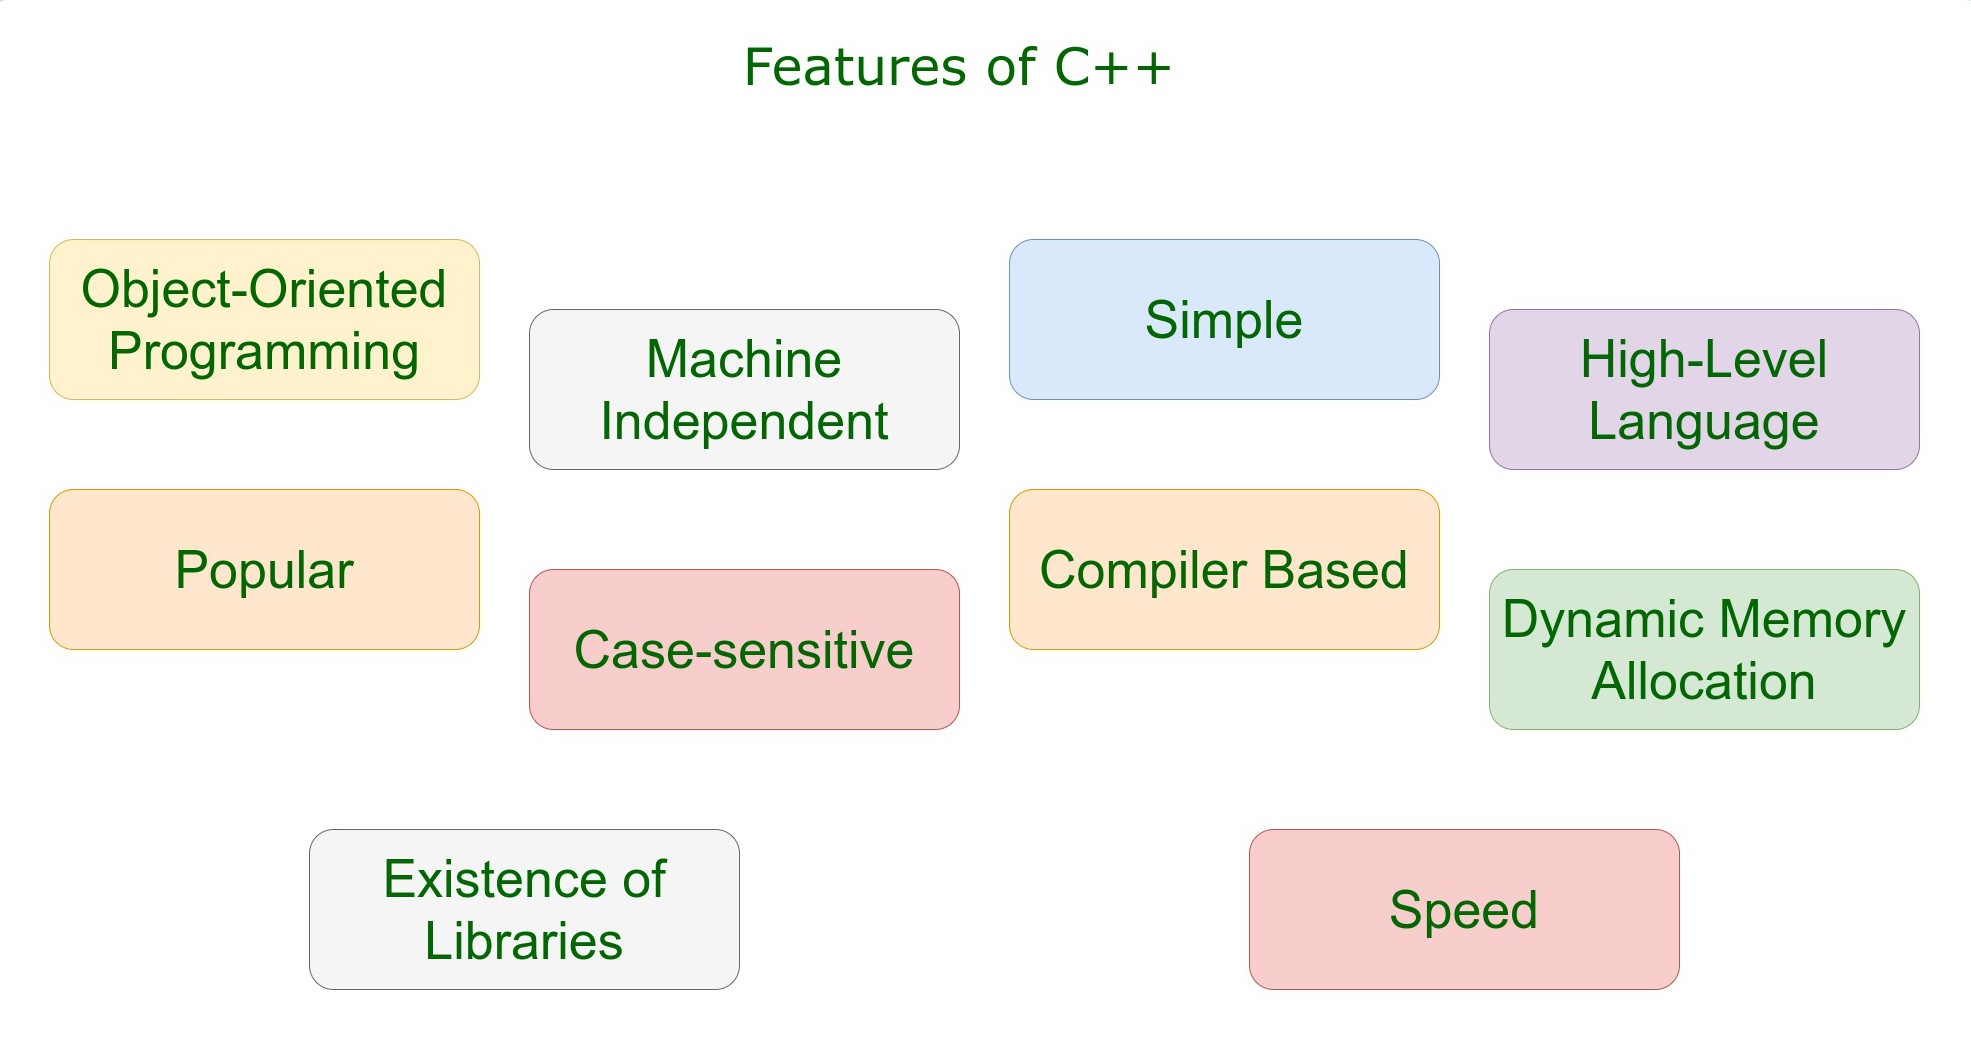 Features of C++
Object-Oriented
Programming
Machine
Independent
Simple
High-Level
Language
Popular
Case-sensitive
Compiler Based
Dynamic Memory
Allocation
Existence of
Libraries
Speed